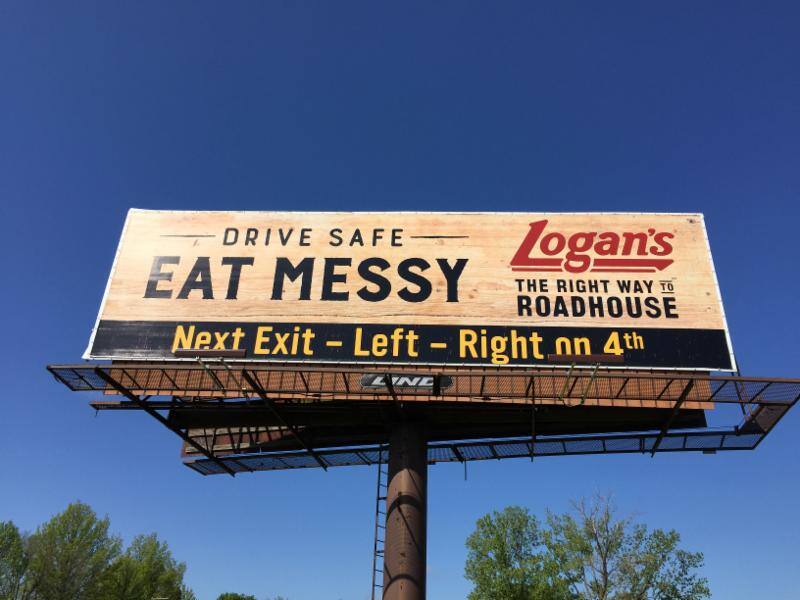 DRIVE SAFE
EAT MESSY
Logan's
THE RIGHT WAY TO
ROADHOUSE
Next Exit - Left - Right on 4th